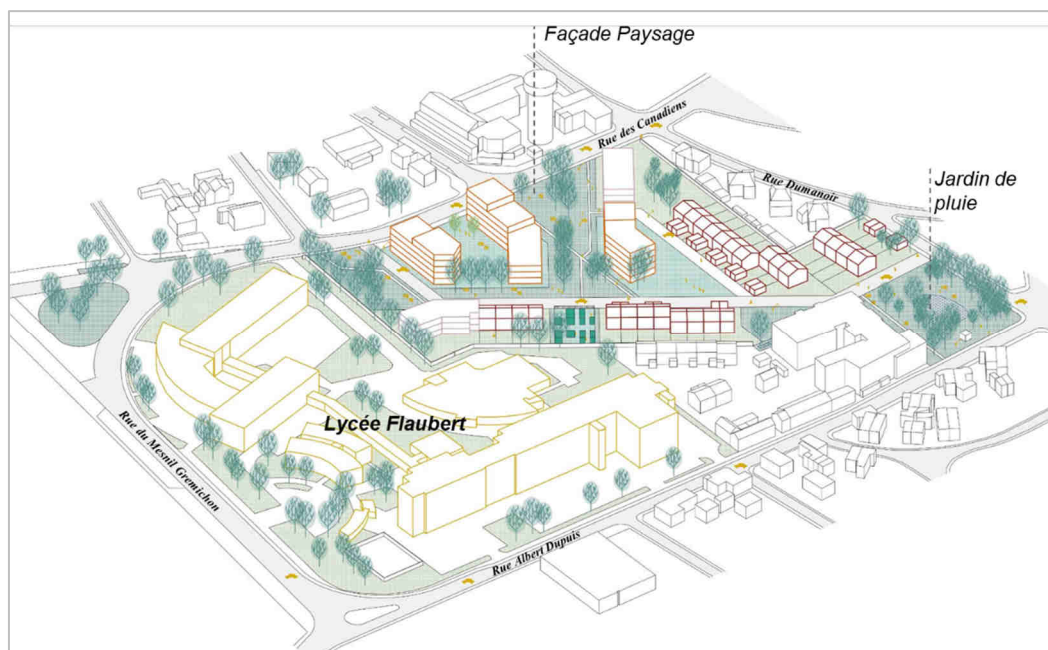 Façade Paysage
Rue des Canadiens
Rue Dumanoir
Jardin de
pluie
Lycée Flaubert
Rue du Mesnil Gremichon
Rue Albert Dupuis